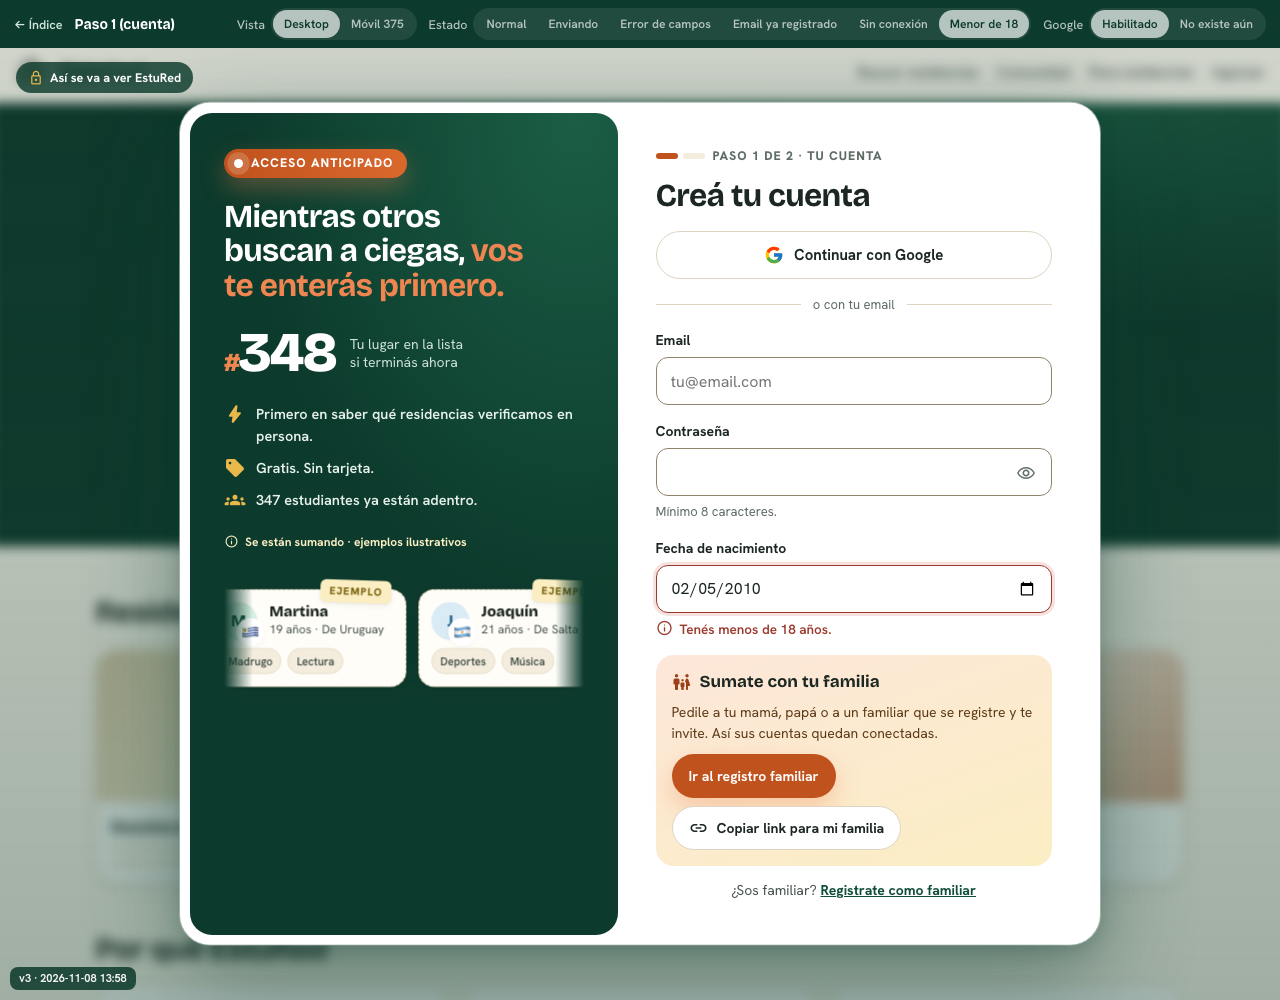 ← Índice Paso 1 (cuenta) Vista Desktop Móvil 375 Estado Normal Enviando Error de campos Email ya registrado Sin conexión Menor de 18 Google Habilitado No existe aún
Así se va a ver EstuRed
ACCESO ANTICIPADO
Mientras otros
buscan a ciegas, vos
te enterás primero.
#348
Tu lugar en la lista
si terminás ahora
Primero en saber qué residencias verificamos en
persona.
Gratis. Sin tarjeta.
347 estudiantes ya están adentro.
Se están sumando · ejemplos ilustrativos
EJEMPLO
M
Martina
19 años · De Uruguay
Madrugo Lectura
J
Joaquín
21 años · De Salta
Deportes Música
PASO 1 DE 2 · TU CUENTA
Creá tu cuenta
Continuar con Google
o con tu email
Email
tu@email.com
Contraseña
Mínimo 8 caracteres.
Fecha de nacimiento
02/05/2010
Tenés menos de 18 años.
Sumate con tu familia
Pedile a tu mamá, papá o a un familiar que se registre y te
invite. Así sus cuentas quedan conectadas.
Ir al registro familiar
Copiar link para mi familia
¿Sos familiar? Registrate como familiar
v3 · 2026-11-08 13:58